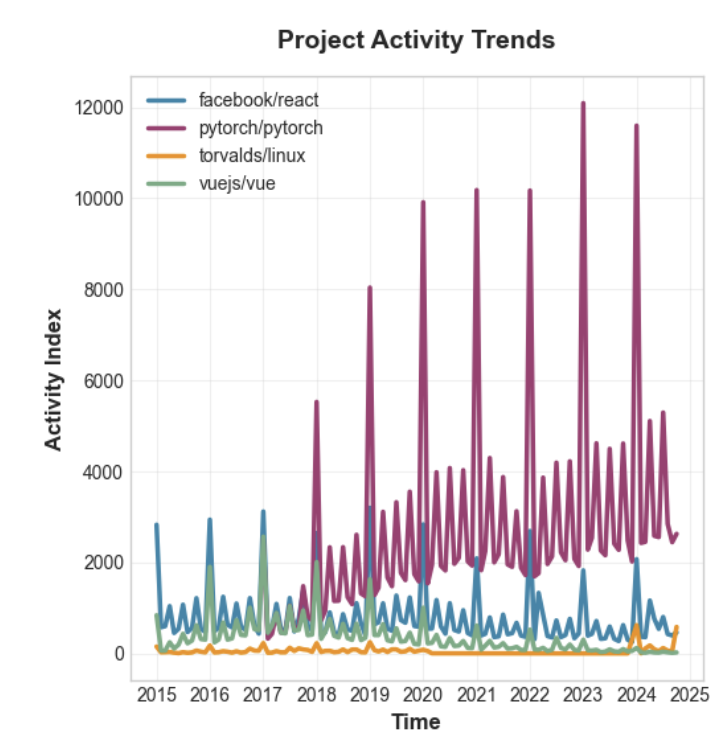 Project Activity Trends
facebook/react
pytorch/pytorch
torvalds/linux
vuejs/vue
12000
10000
8000
6000
4000
2000
0
Activity Index
2015 2016 2017 2018 2019 2020 2021 2022 2023 2024 2025
Time